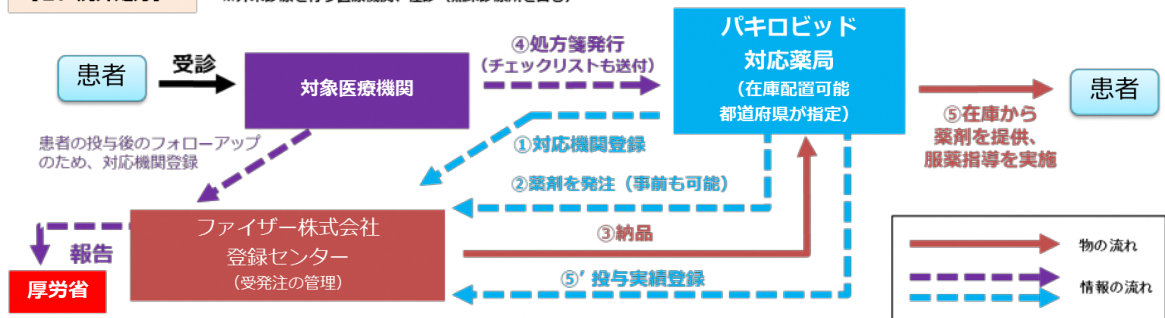 患者
受診
対象医療機関
④処方箋発行
(チェックリストも送付)
パキロビッド
対応薬局
(在庫配置可能
都道府県が指定)
患者
⑤在庫から
薬剤を提供、
服薬指導を実施
患者の投与後のフォローアップ
のため、対応機関登録
①対応機関登録
②薬剤を発注(事前も可能)
③納品
⑤’投与実績登録
ファイザー株式会社
登録センター
(受発注の管理)
報告
厚労省
物の流れ
情報の流れ